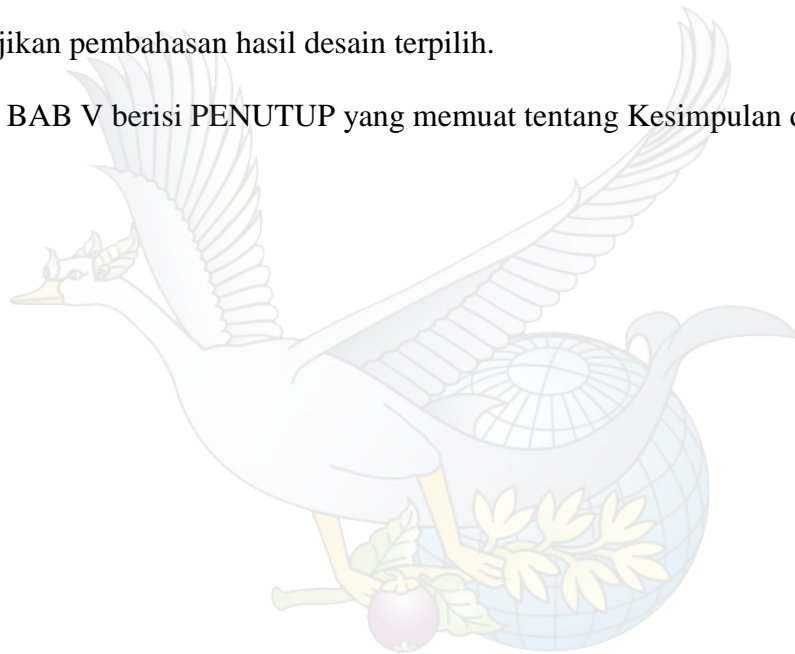 jikan pembahasan hasil desain terpilih.
BAB V berisi PENUTUP yang memuat tentang Kesimpulan